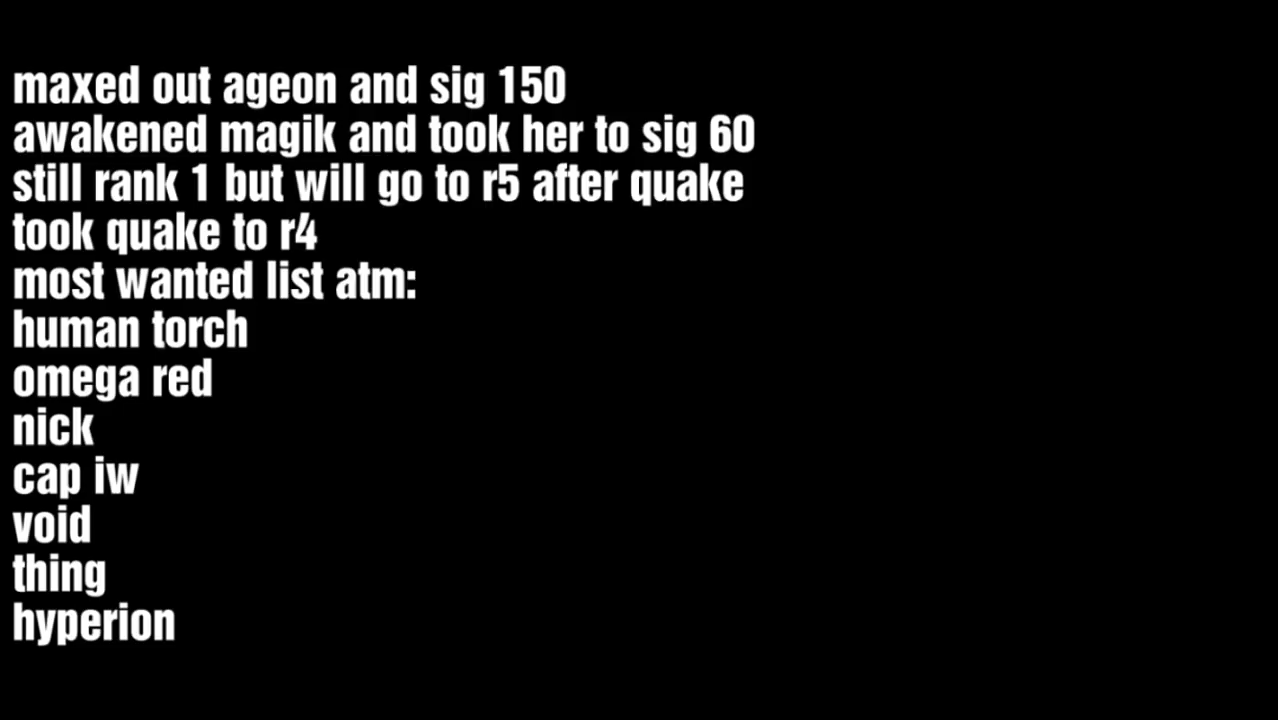 maxed out ageon and sig 150
awakened magik and took her to sig 60
still rank 1 but will go to r5 after quake
took quake to r4
most wanted list atm:
human torch
omega red
nick
cap iw
void
thing
hyperion